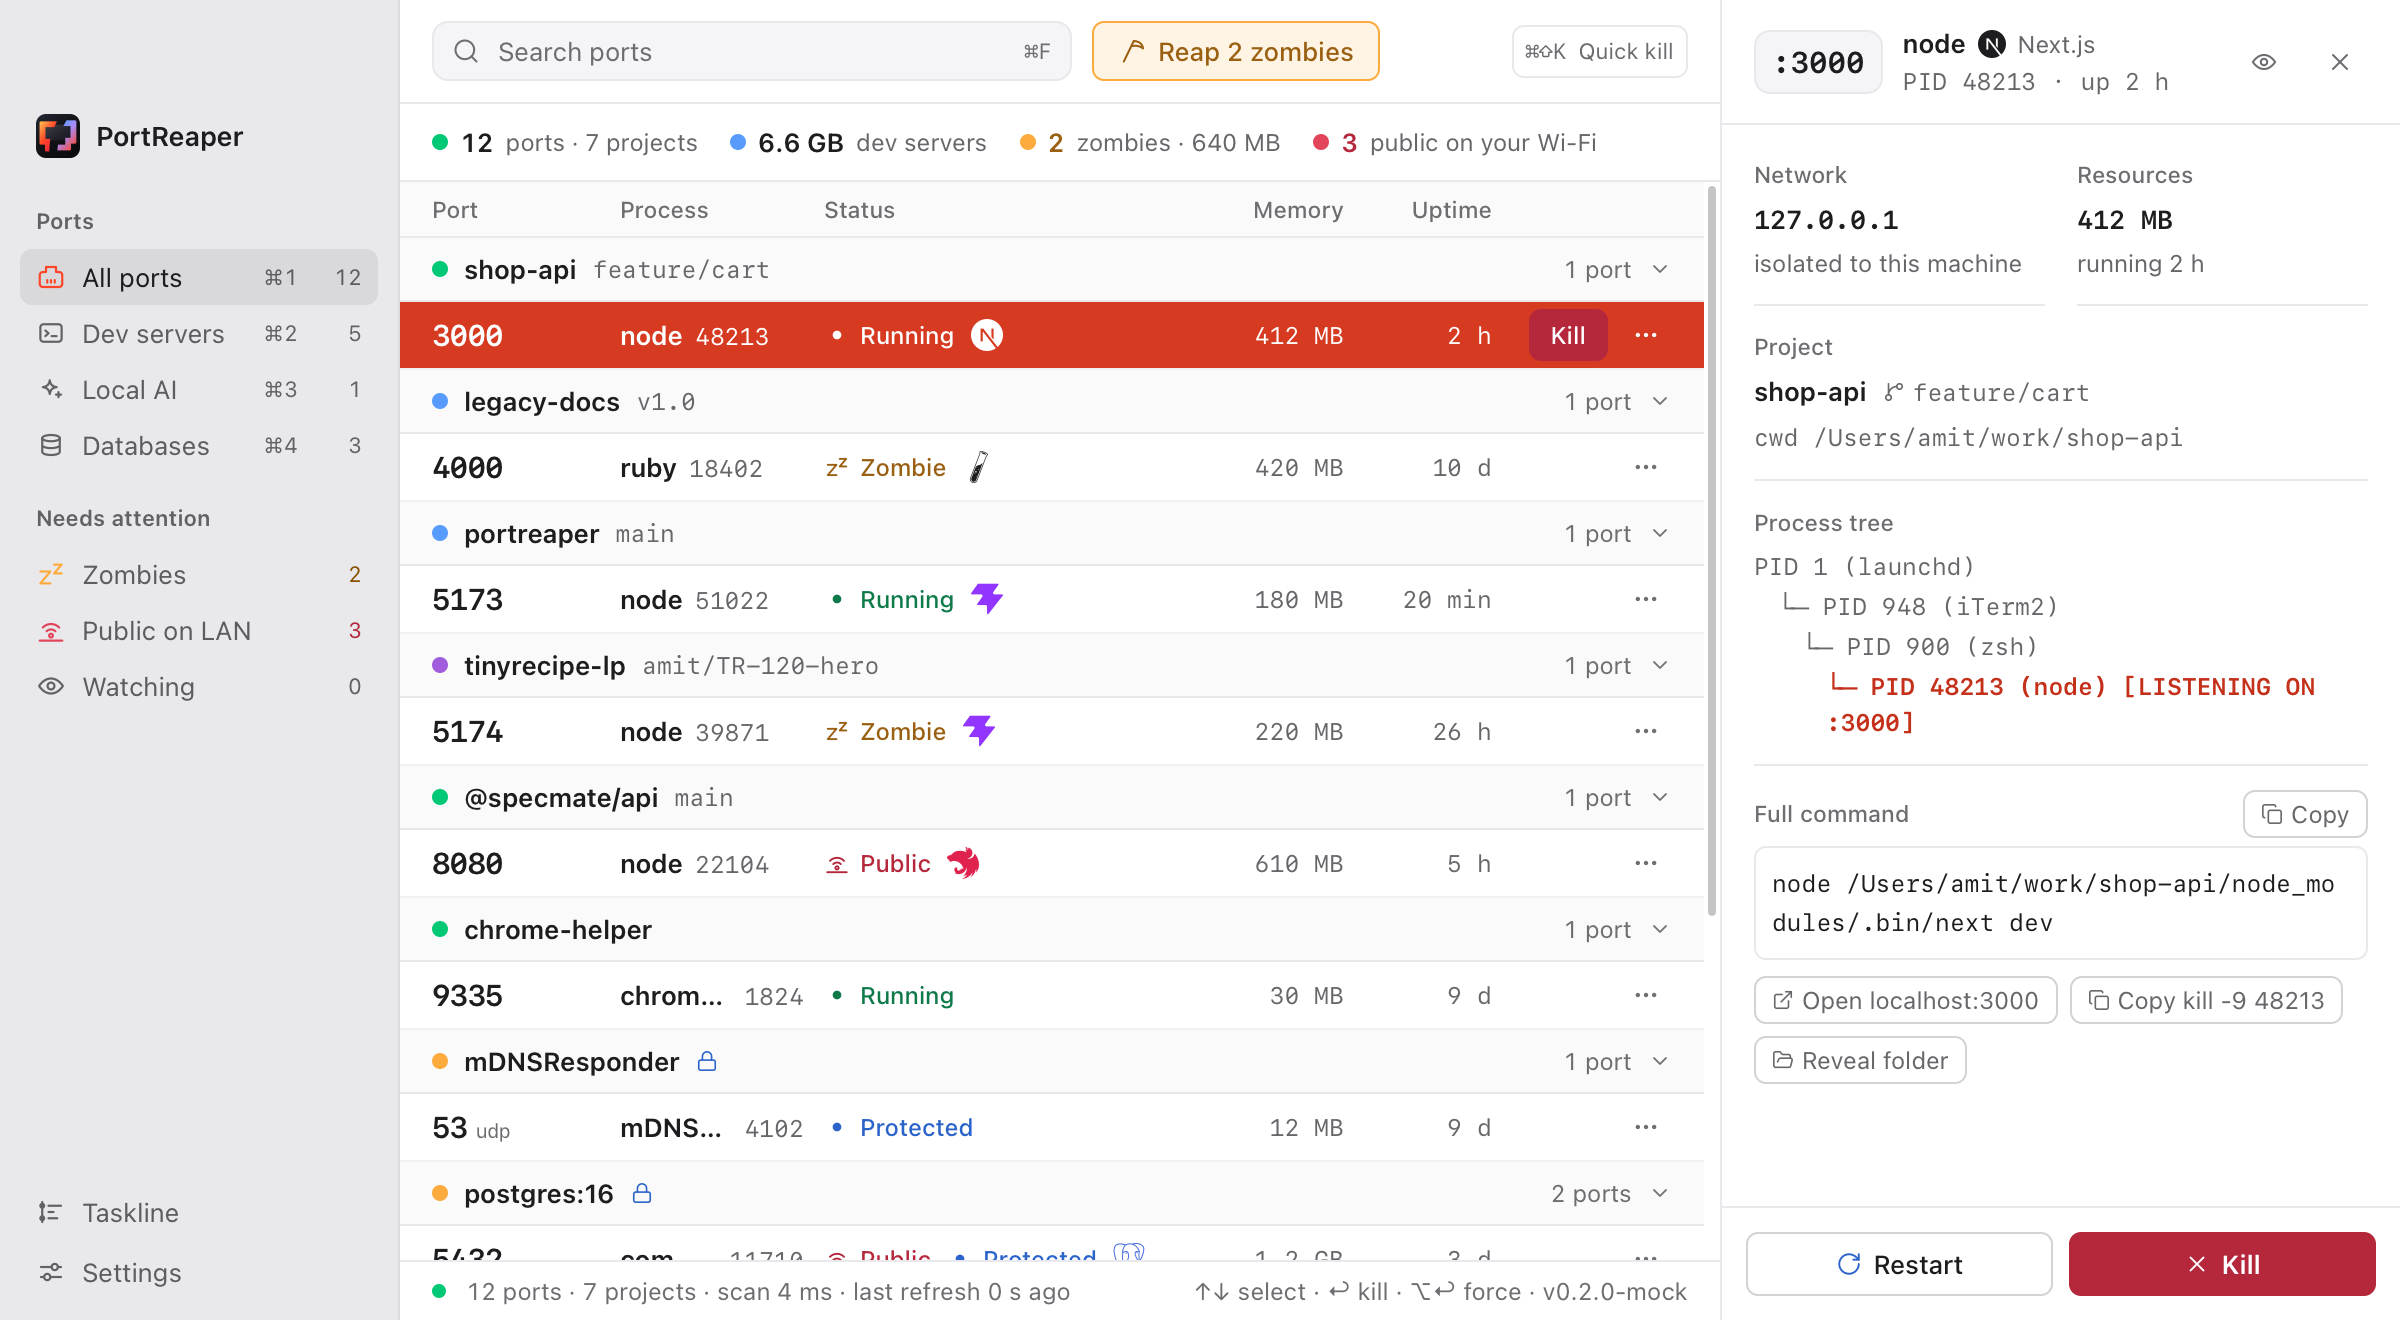 PortReaper
Ports
All ports ⌘1 12
Dev servers ⌘2 5
Local AI ⌘3 1
Databases ⌘4 3
Needs attention
Zombies 2
Public on LAN 3
Watching 0
Taskline
Settings
Search ports ⌘F
Reap 2 zombies
⌘⇧K Quick kill
12 ports · 7 projects
6.6 GB dev servers
2 zombies · 640 MB
3 public on your Wi-Fi
Port Process Status Memory Uptime
shop-api feature/cart 1 port
3000 node 48213 Running 412 MB 2 h Kill ···
legacy-docs v1.0 1 port
4000 ruby 18402 zz Zombie 420 MB 10 d ···
portreaper main 1 port
5173 node 51022 Running 180 MB 20 min ···
tinyrecipe-lp amit/TR-120-hero 1 port
5174 node 39871 zz Zombie 220 MB 26 h ···
@specmate/api main 1 port
8080 node 22104 Public 610 MB 5 h ···
chrome-helper 1 port
9335 chrom... 1824 Running 30 MB 9 d ···
mDNSResponder 1 port
53 udp mDNS... 4102 Protected 12 MB 9 d ···
postgres:16 2 ports
5432 com... 11710 Public Protected 1.2 GB 3 d ···
12 ports · 7 projects · scan 4 ms · last refresh 0 s ago
↑↓ select · ↩ kill · ⌥↩ force · v0.2.0-mock
:3000
node N Next.js
PID 48213 · up 2 h
Network
127.0.0.1
isolated to this machine
Resources
412 MB
running 2 h
Project
shop-api feature/cart
cwd /Users/amit/work/shop-api
Process tree
PID 1 (launchd)
└─ PID 948 (iTerm2)
└─ PID 900 (zsh)
└─ PID 48213 (node) [LISTENING ON
:3000]
Full command
Copy
node /Users/amit/work/shop-api/node_mo
dules/.bin/next dev
Open localhost:3000
Copy kill -9 48213
Reveal folder
Restart
Kill